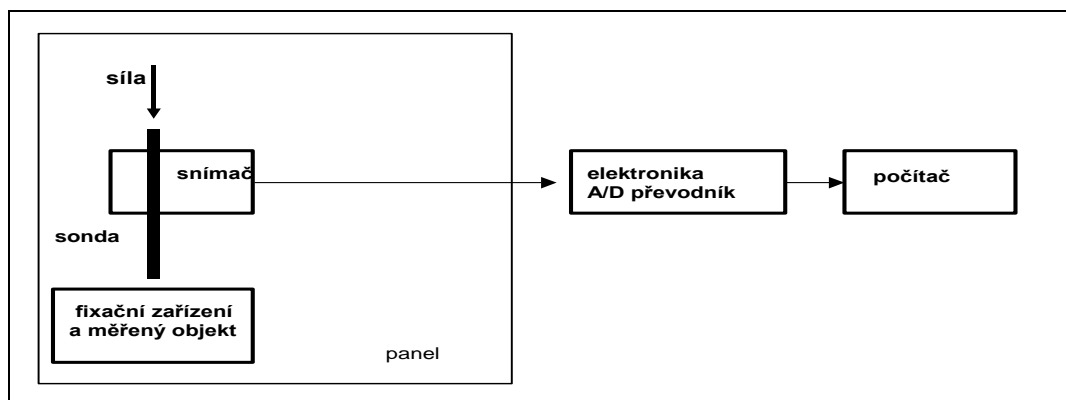 síla
snímač
sonda
fixační zařízení
a měřený objekt
panel
elektronika
A/D převodník
počítač